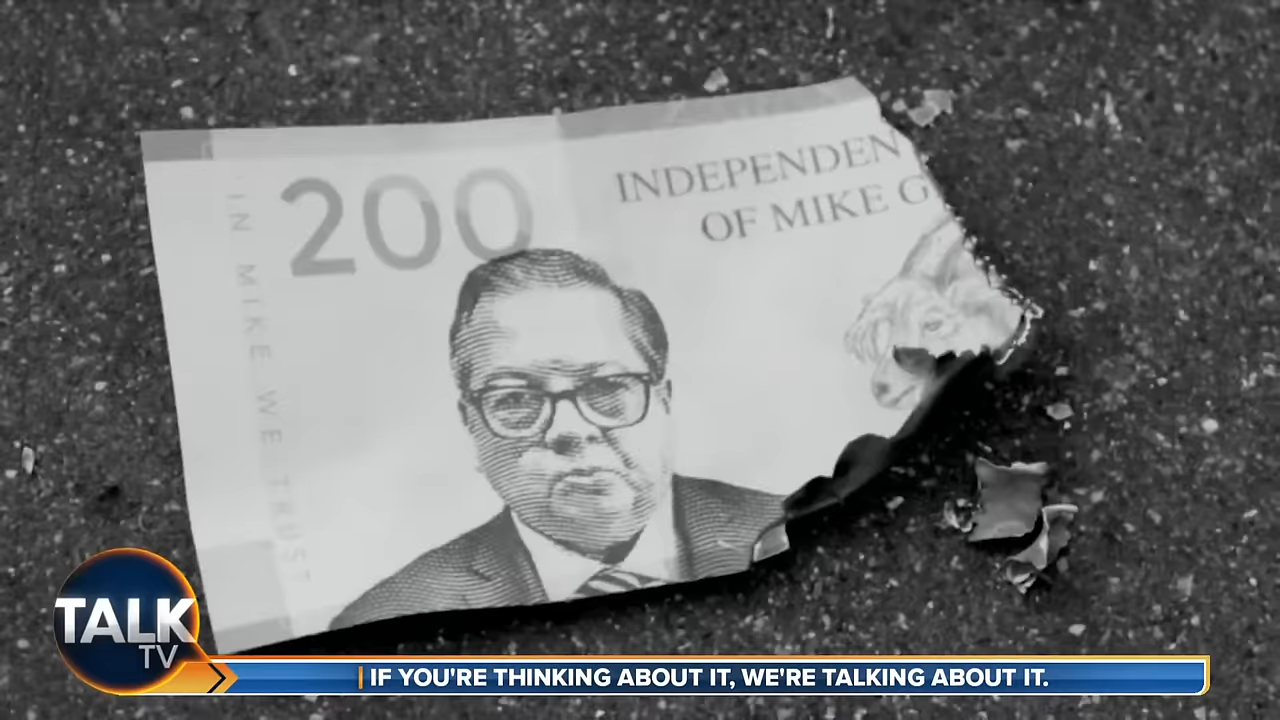 200
INDEPENDEN
OF MIKE G
IN MIKE WE TRUST
TALK
TV
IF YOU'RE THINKING ABOUT IT, WE'RE TALKING ABOUT IT.